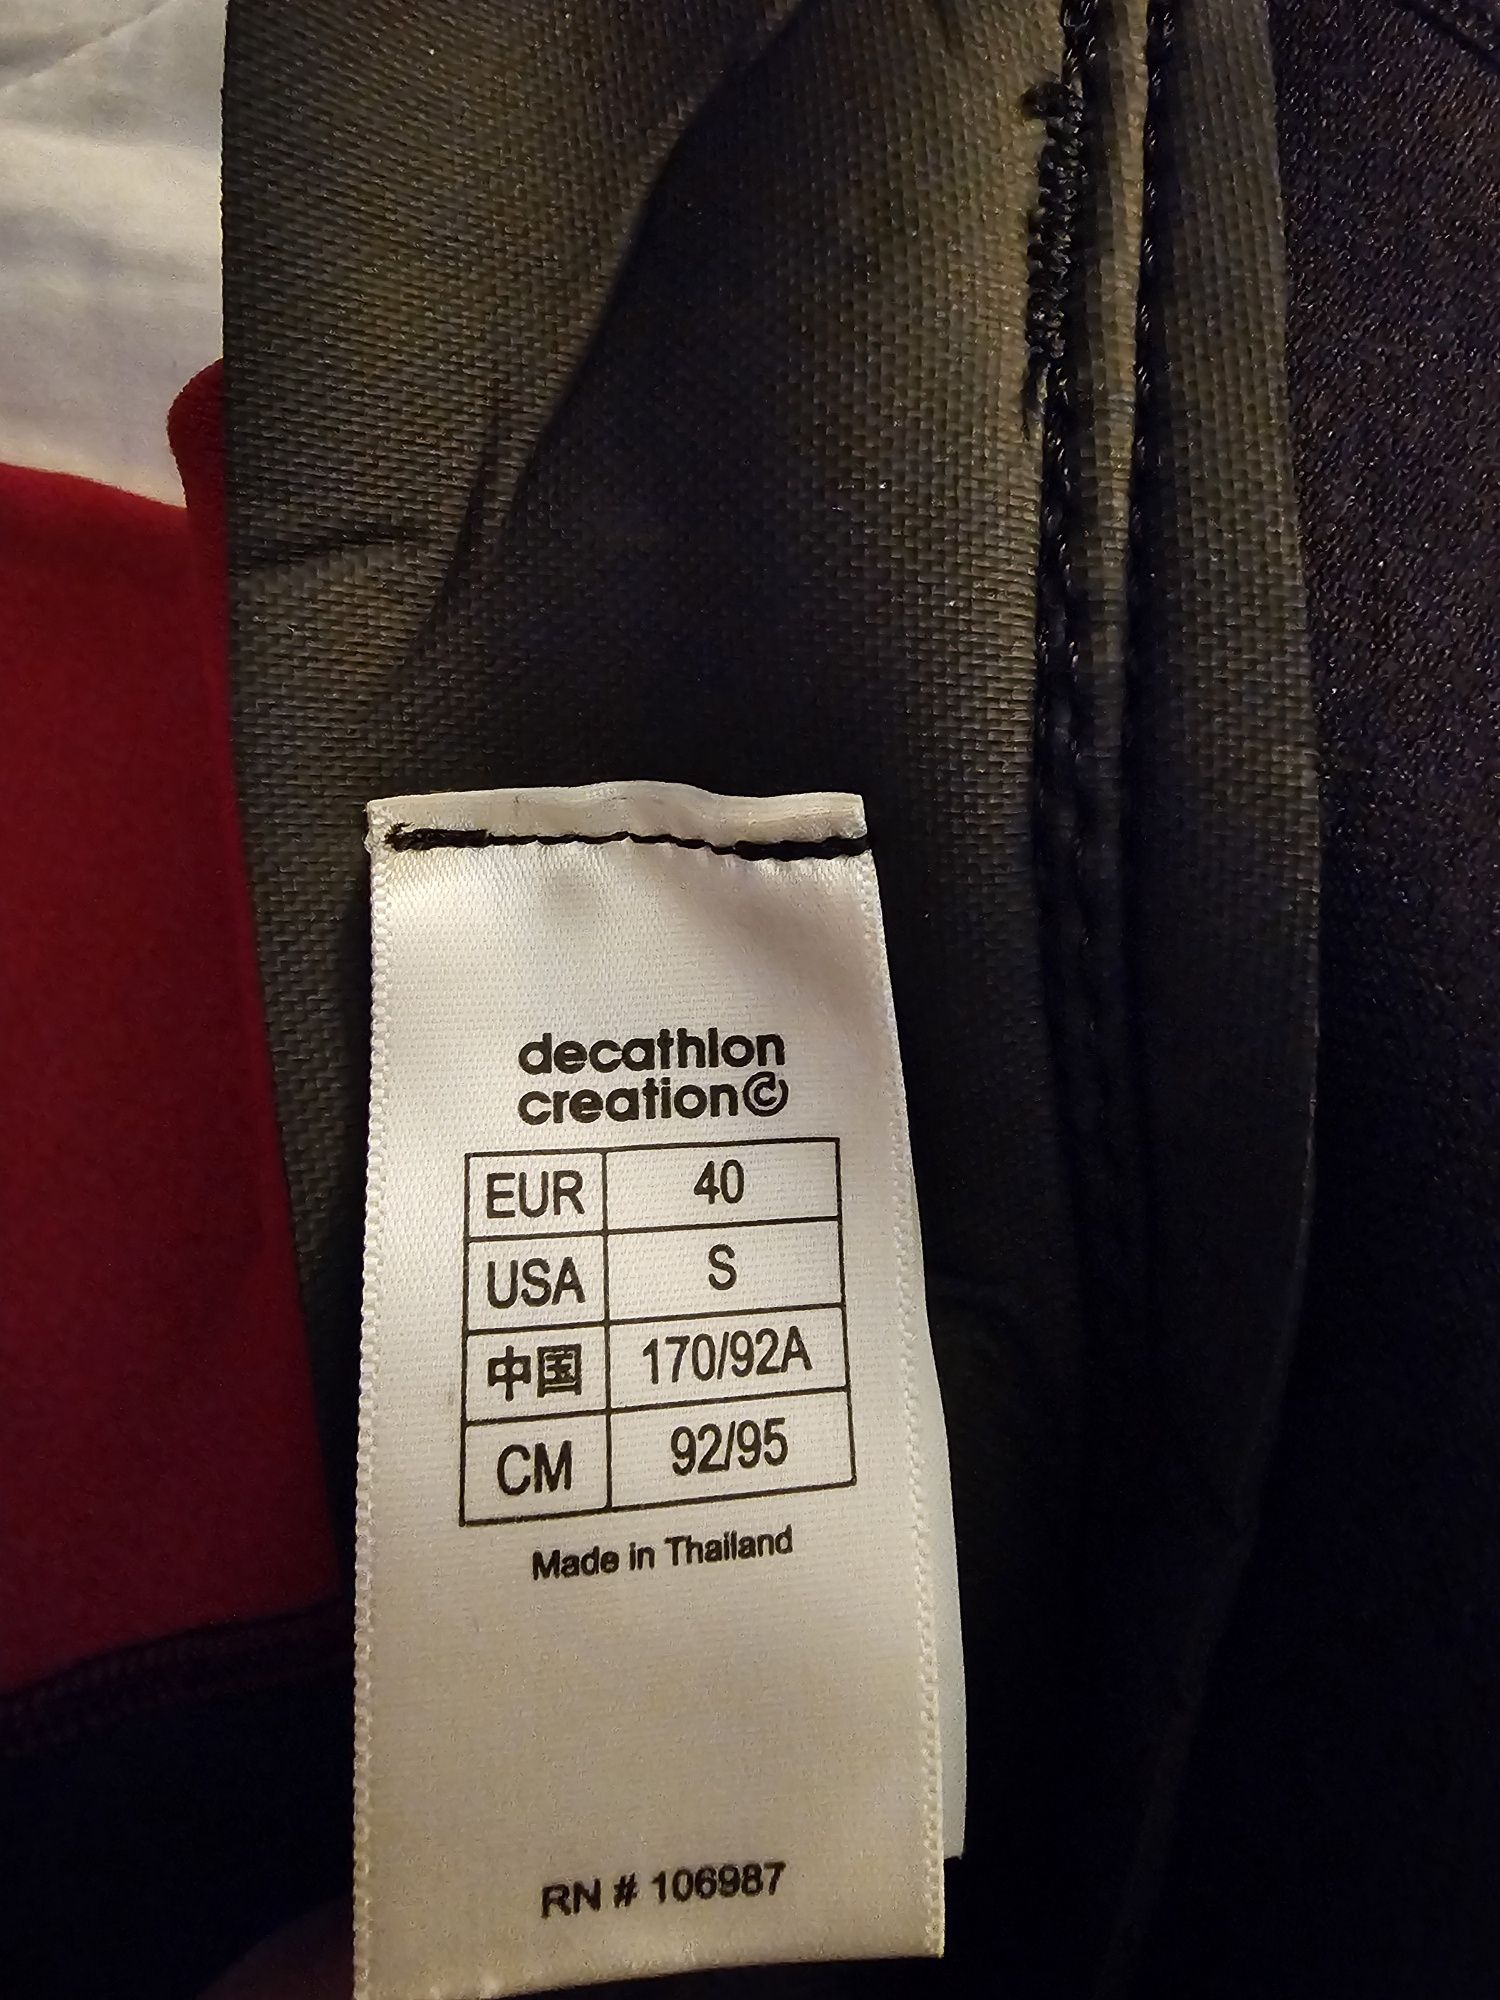 decathlon
creation©
EUR 40
USA S
中国 170/92A
CM 92/95
Made in Thailand
RN # 106987